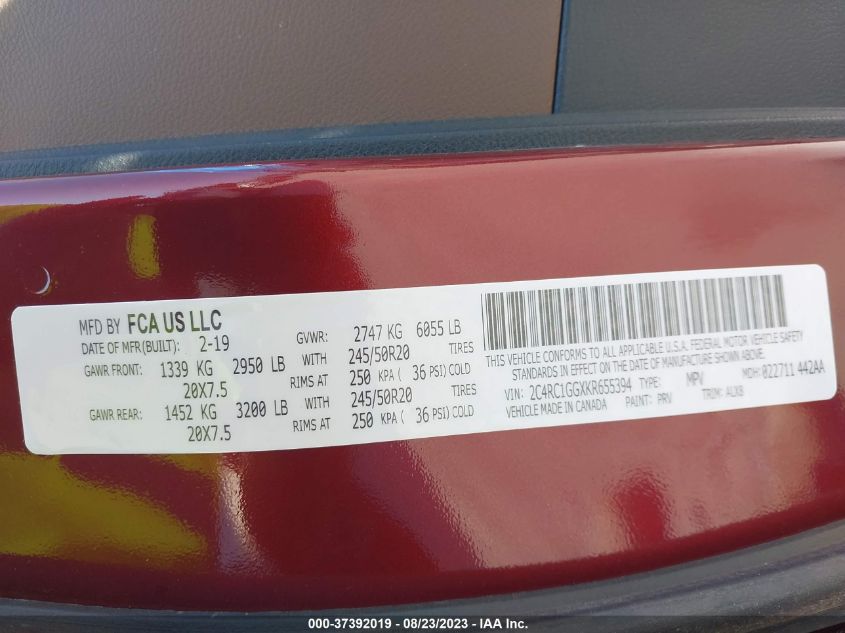 MFD BY FCA US LLC
DATE OF MFR(BUILT): 2-19
GVWR: 2747 KG 6055 LB
GAWR FRONT: 1339 KG 2950 LB WITH 245/50R20 TIRES
20X7.5 RIMS AT 250 KPA ( 36 PSI) COLD
GAWR REAR: 1452 KG 3200 LB WITH 245/50R20 TIRES
20X7.5 RIMS AT 250 KPA ( 36 PSI) COLD
THIS VEHICLE CONFORMS TO ALL APPLICABLE U.S.A. FEDERAL MOTOR VEHICLE SAFETY
STANDARDS IN EFFECT ON THE DATE OF MANUFACTURE SHOWN ABOVE.
VIN: 2C4RC1GGXKR655394 TYPE: MPV MDH: 022711 442AA
VEHICLE MADE IN CANADA PAINT: PRV TRIM: ALX8
000-37392019 - 08/23/2023 - IAA, Inc.